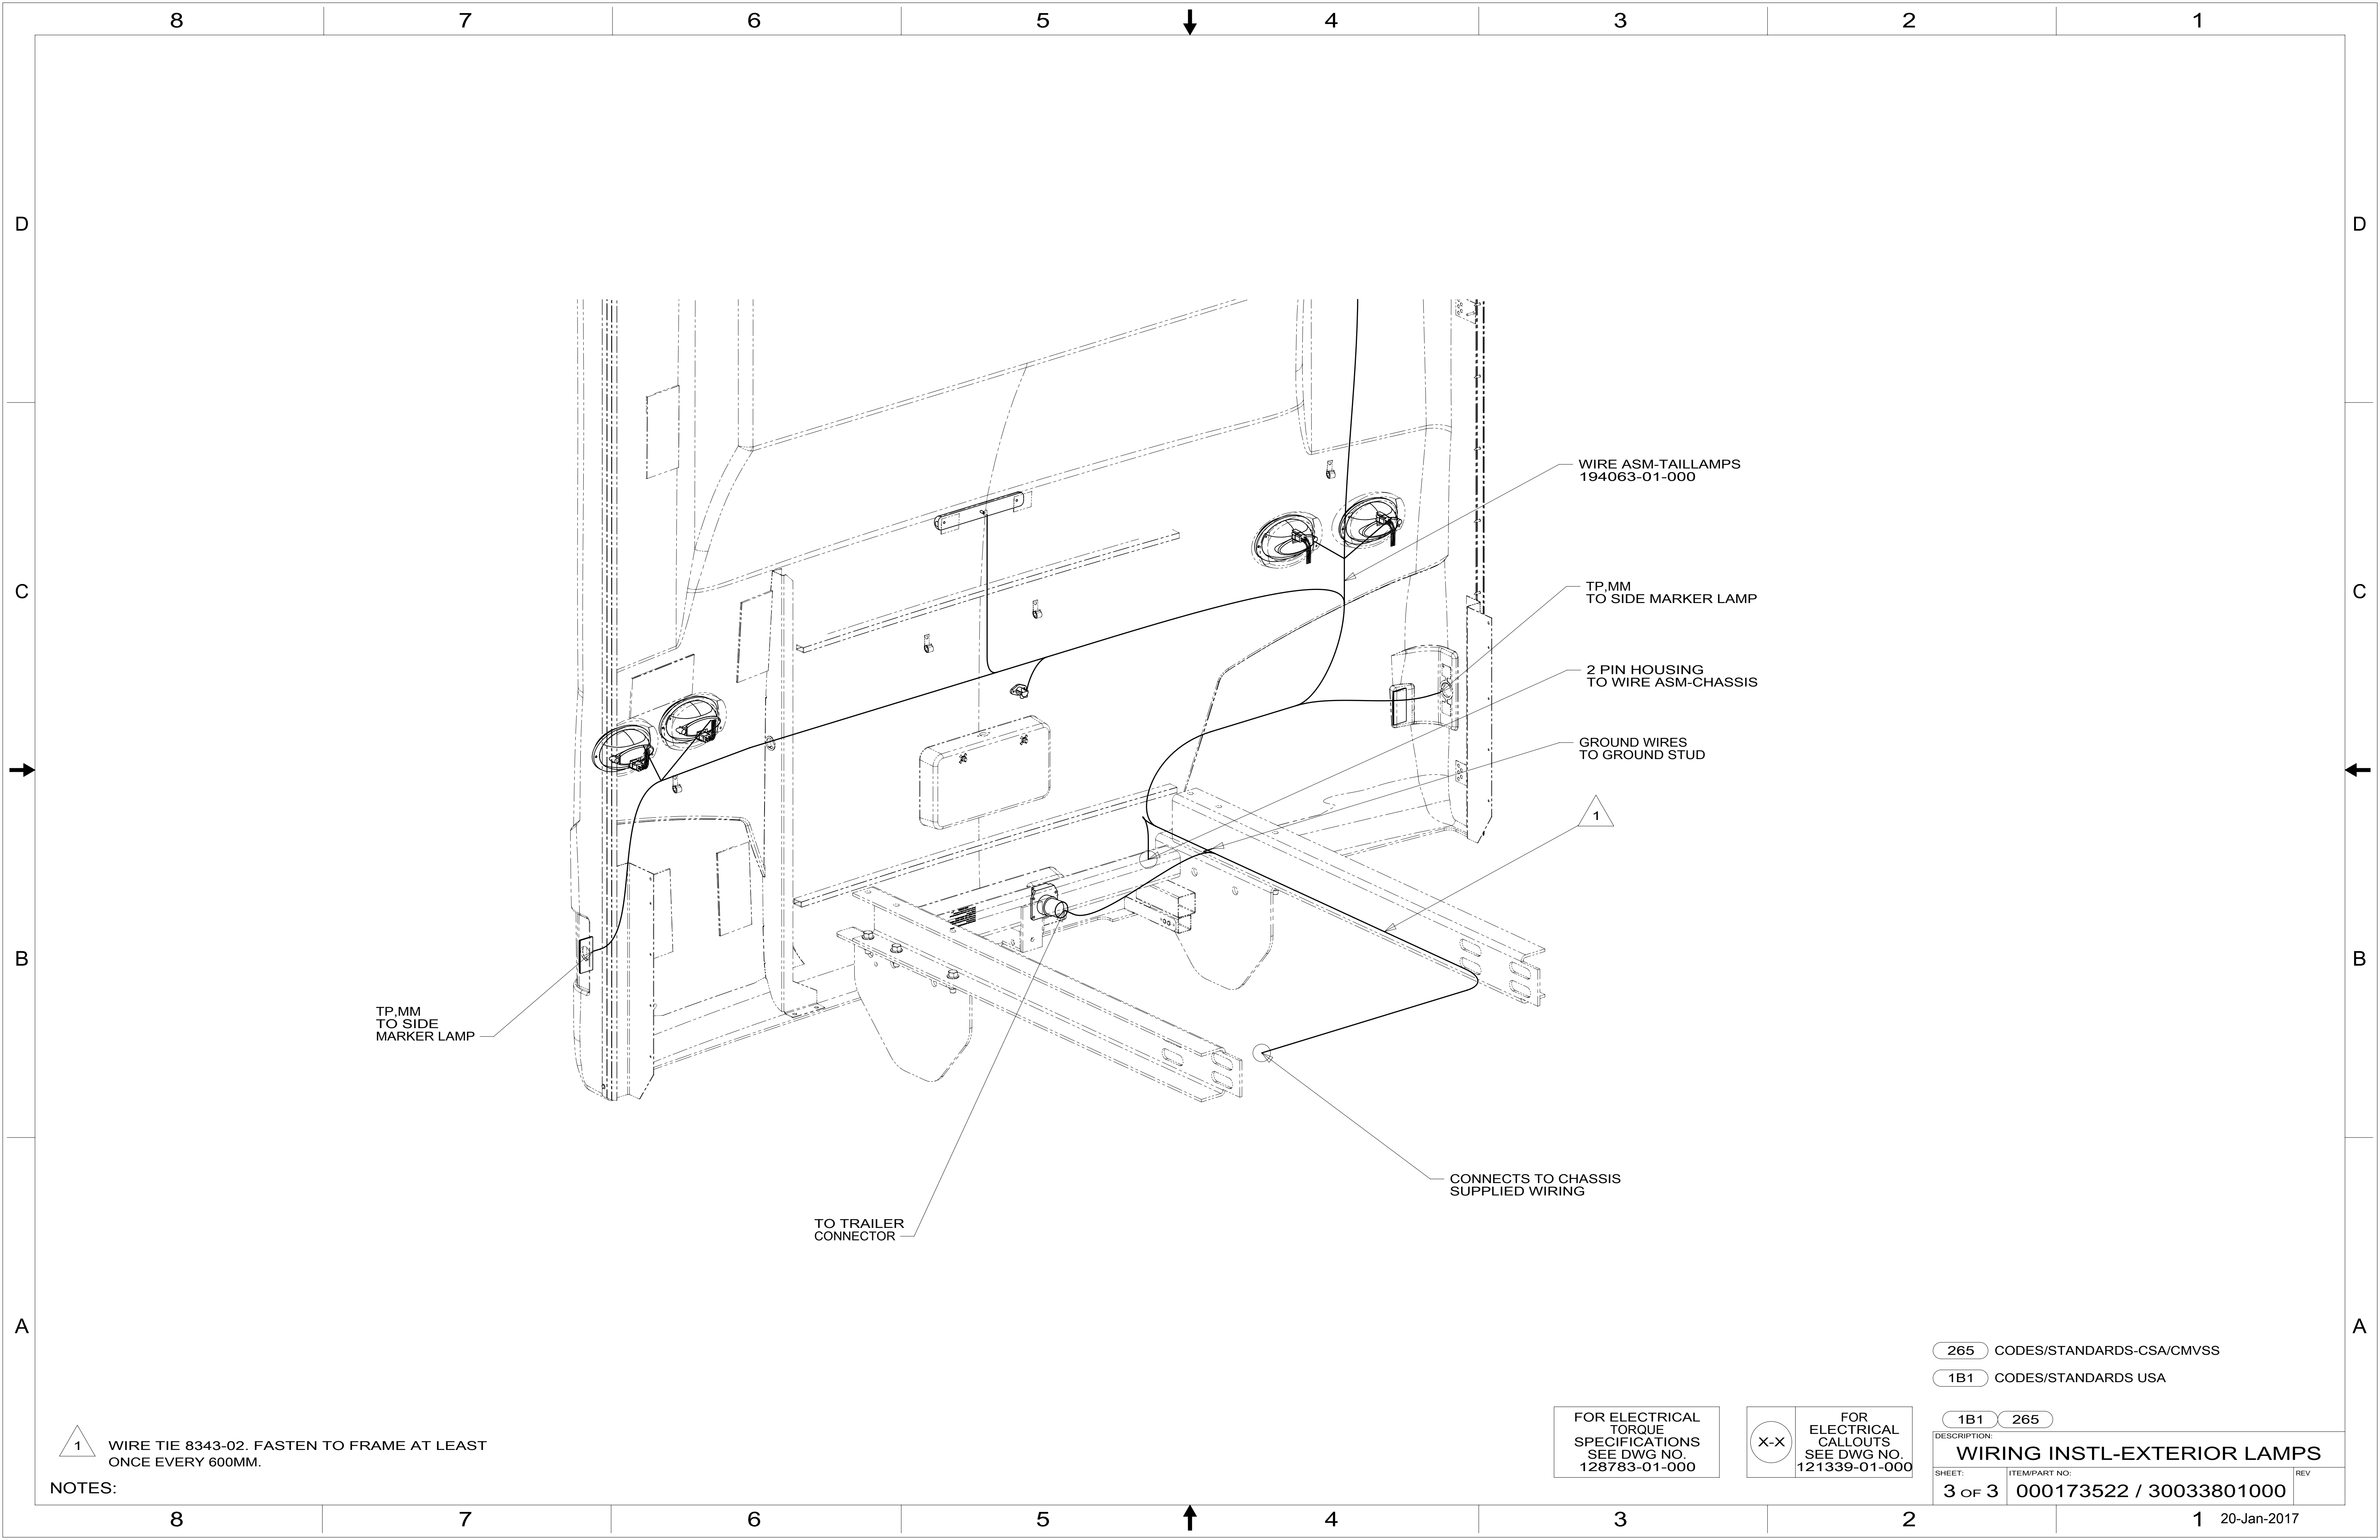 8 7 6 5 4 3 2 1
D D
WIRE ASM-TAILLAMPS
194063-01-000
C C
TP,MM
TO SIDE MARKER LAMP
2 PIN HOUSING
TO WIRE ASM-CHASSIS
GROUND WIRES
TO GROUND STUD
1
B B
TP,MM
TO SIDE
MARKER LAMP
CONNECTS TO CHASSIS
SUPPLIED WIRING
TO TRAILER
CONNECTOR
A A
265 CODES/STANDARDS-CSA/CMVSS
1B1 CODES/STANDARDS USA
1B1 265
1 WIRE TIE 8343-02. FASTEN TO FRAME AT LEAST
ONCE EVERY 600MM.
NOTES:
FOR ELECTRICAL
TORQUE
SPECIFICATIONS
SEE DWG NO.
128783-01-000
X-X
FOR
ELECTRICAL
CALLOUTS
SEE DWG NO.
121339-01-000
DESCRIPTION:
WIRING INSTL-EXTERIOR LAMPS
SHEET: ITEM/PART NO: REV
3 OF 3 000173522 / 30033801000
8 7 6 5 4 3 2 1 20-Jan-2017